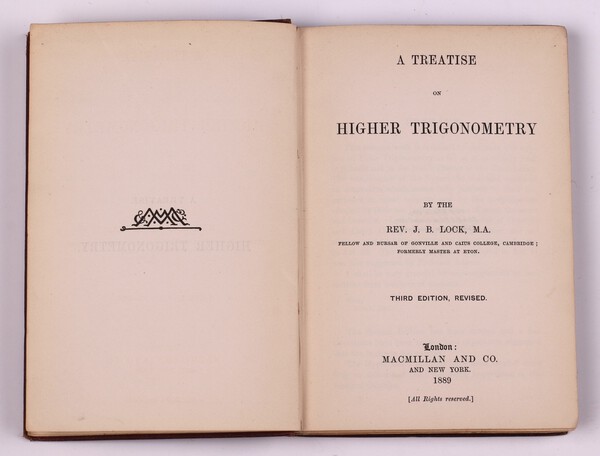 A TREATISE
ON
HIGHER TRIGONOMETRY
BY THE
REV. J. B. LOCK, M.A.
FELLOW AND BURSAR OF GONVILLE AND CAIUS COLLEGE, CAMBRIDGE;
FORMERLY MASTER AT ETON.
THIRD EDITION, REVISED.
London:
MACMILLAN AND CO.
AND NEW YORK.
1889
[All Rights reserved.]